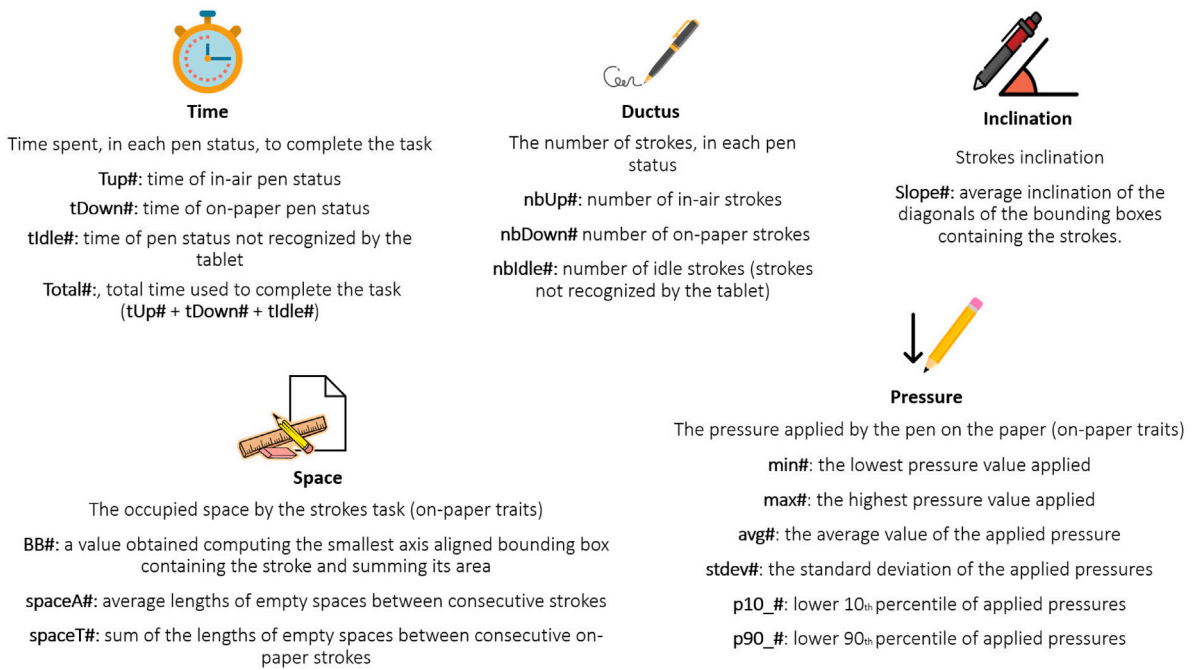 Time
Time spent, in each pen status, to complete the task
Tup#: time of in-air pen status
tDown#: time of on-paper pen status
tIdle#: time of pen status not recognized by the
tablet
Total#:, total time used to complete the task
(tUp# + tDown# + tIdle#)
Ductus
The number of strokes, in each pen
status
nbUp#: number of in-air strokes
nbDown# number of on-paper strokes
nbIdle#: number of idle strokes (strokes
not recognized by the tablet)
Inclination
Strokes inclination
Slope#: average inclination of the
diagonals of the bounding boxes
containing the strokes.
Space
The occupied space by the strokes task (on-paper traits)
BB#: a value obtained computing the smallest axis aligned bounding box
containing the stroke and summing its area
spaceA#: average lengths of empty spaces between consecutive strokes
spaceT#: sum of the lengths of empty spaces between consecutive on-
paper strokes
Pressure
The pressure applied by the pen on the paper (on-paper traits)
min#: the lowest pressure value applied
max#: the highest pressure value applied
avg#: the average value of the applied pressure
stdev#: the standard deviation of the applied pressures
p10_#: lower 10th percentile of applied pressures
p90_#: lower 90th percentile of applied pressures